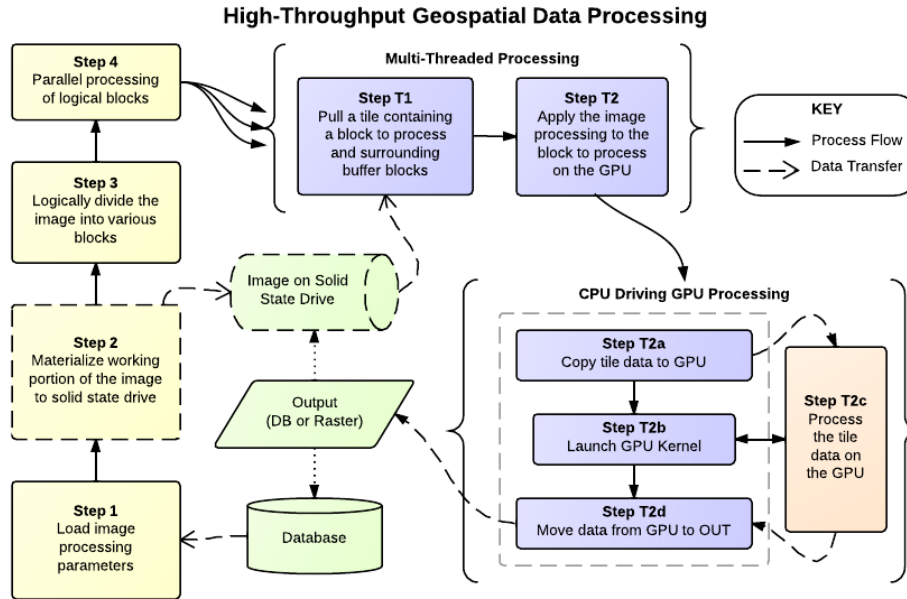 High-Throughput Geospatial Data Processing
Step 4
Parallel processing
of logical blocks
Step 3
Logically divide the
image into various
blocks
Step 2
Materialize working
portion of the image
to solid state drive
Step 1
Load image
processing
parameters
Multi-Threaded Processing
Step T1
Pull a tile containing
a block to process
and surrounding
buffer blocks
Step T2
Apply the image
processing to the
block to process
on the GPU
KEY
Process Flow
Data Transfer
Image on Solid
State Drive
Output
(DB or Raster)
Database
CPU Driving GPU Processing
Step T2a
Copy tile data to GPU
Step T2b
Launch GPU Kernel
Step T2d
Move data from GPU to OUT
Step T2c
Process
the tile
data on
the GPU